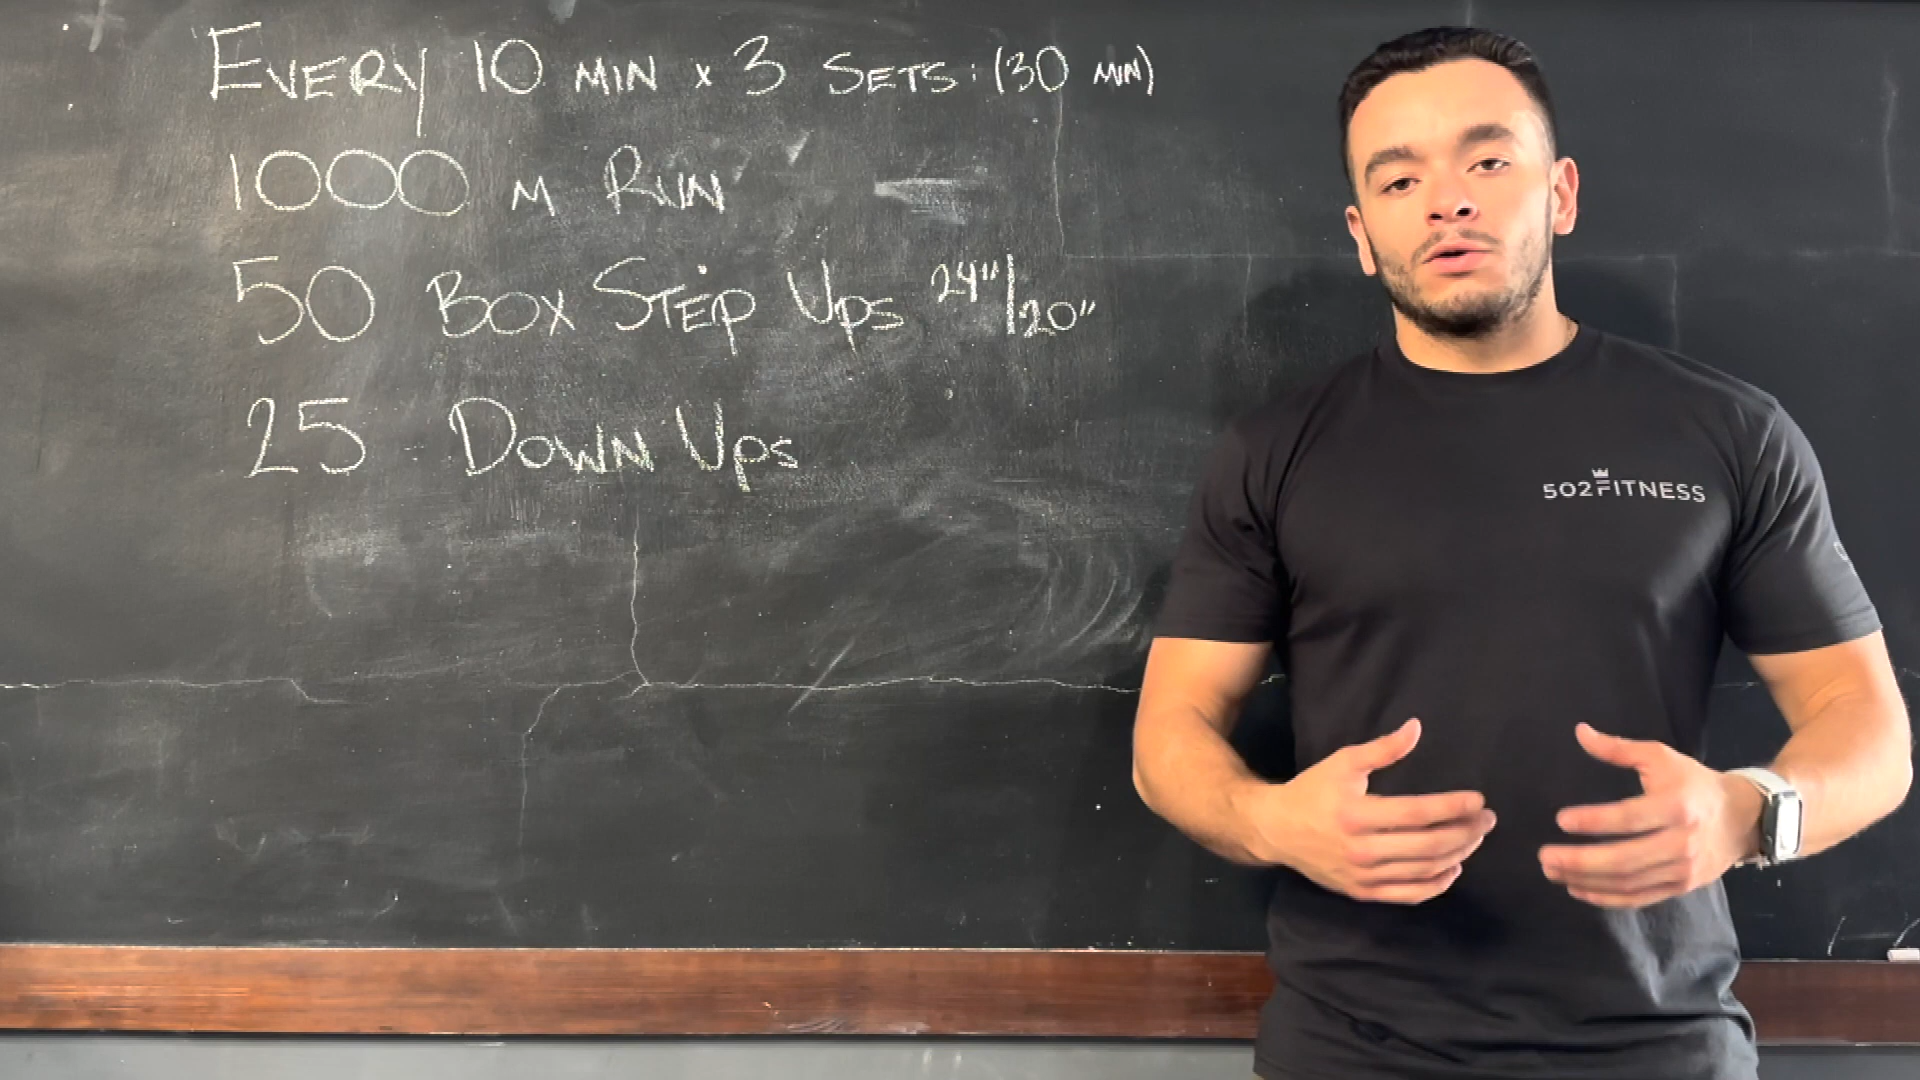 EVERY 10 MIN x 3 SETS: (30 MIN)
1000 M RUN
50 BOX STEP UPS 24"/20"
25 DOWN UPS
502FITNESS